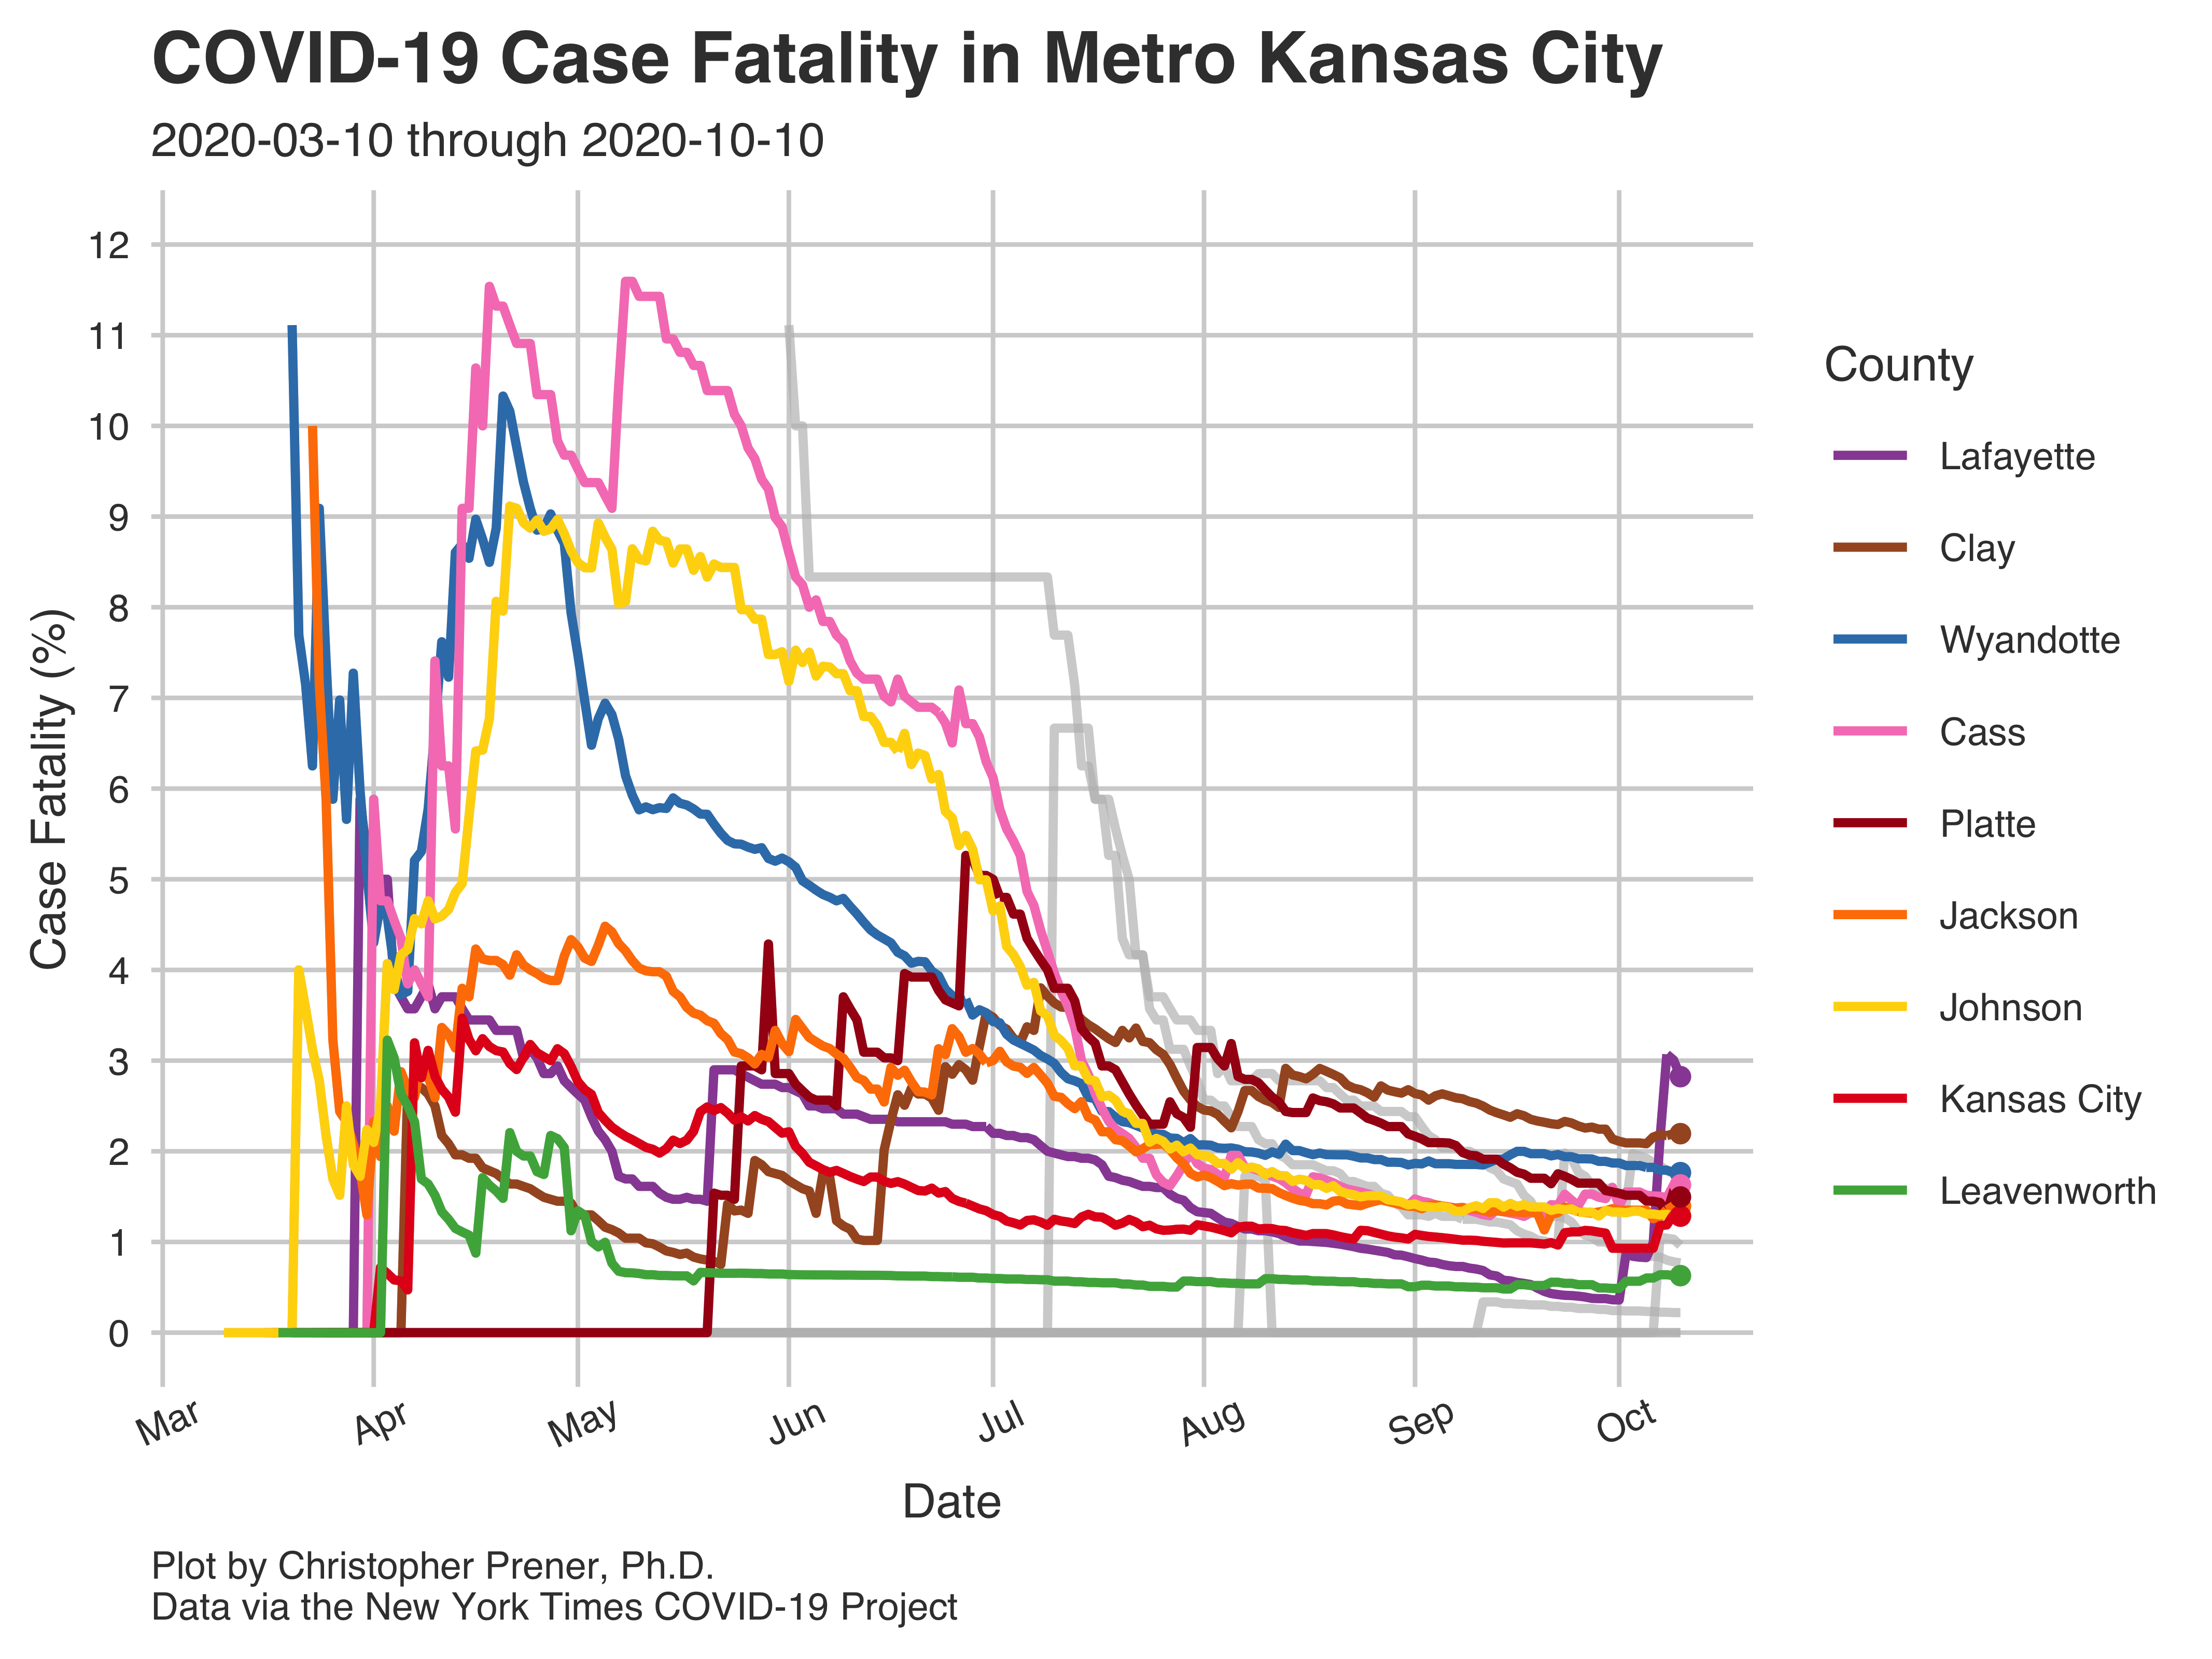 COVID-19 Case Fatality in Metro Kansas City
2020-03-10 through 2020-10-10
12
11
10
9
8
7
6
5
4
3
2
1
0
Case Fatality (%)
Mar
Apr
May
Jun
Jul
Aug
Sep
Oct
Date
County
Lafayette
Clay
Wyandotte
Cass
Platte
Jackson
Johnson
Kansas City
Leavenworth
Plot by Christopher Prener, Ph.D.
Data via the New York Times COVID-19 Project